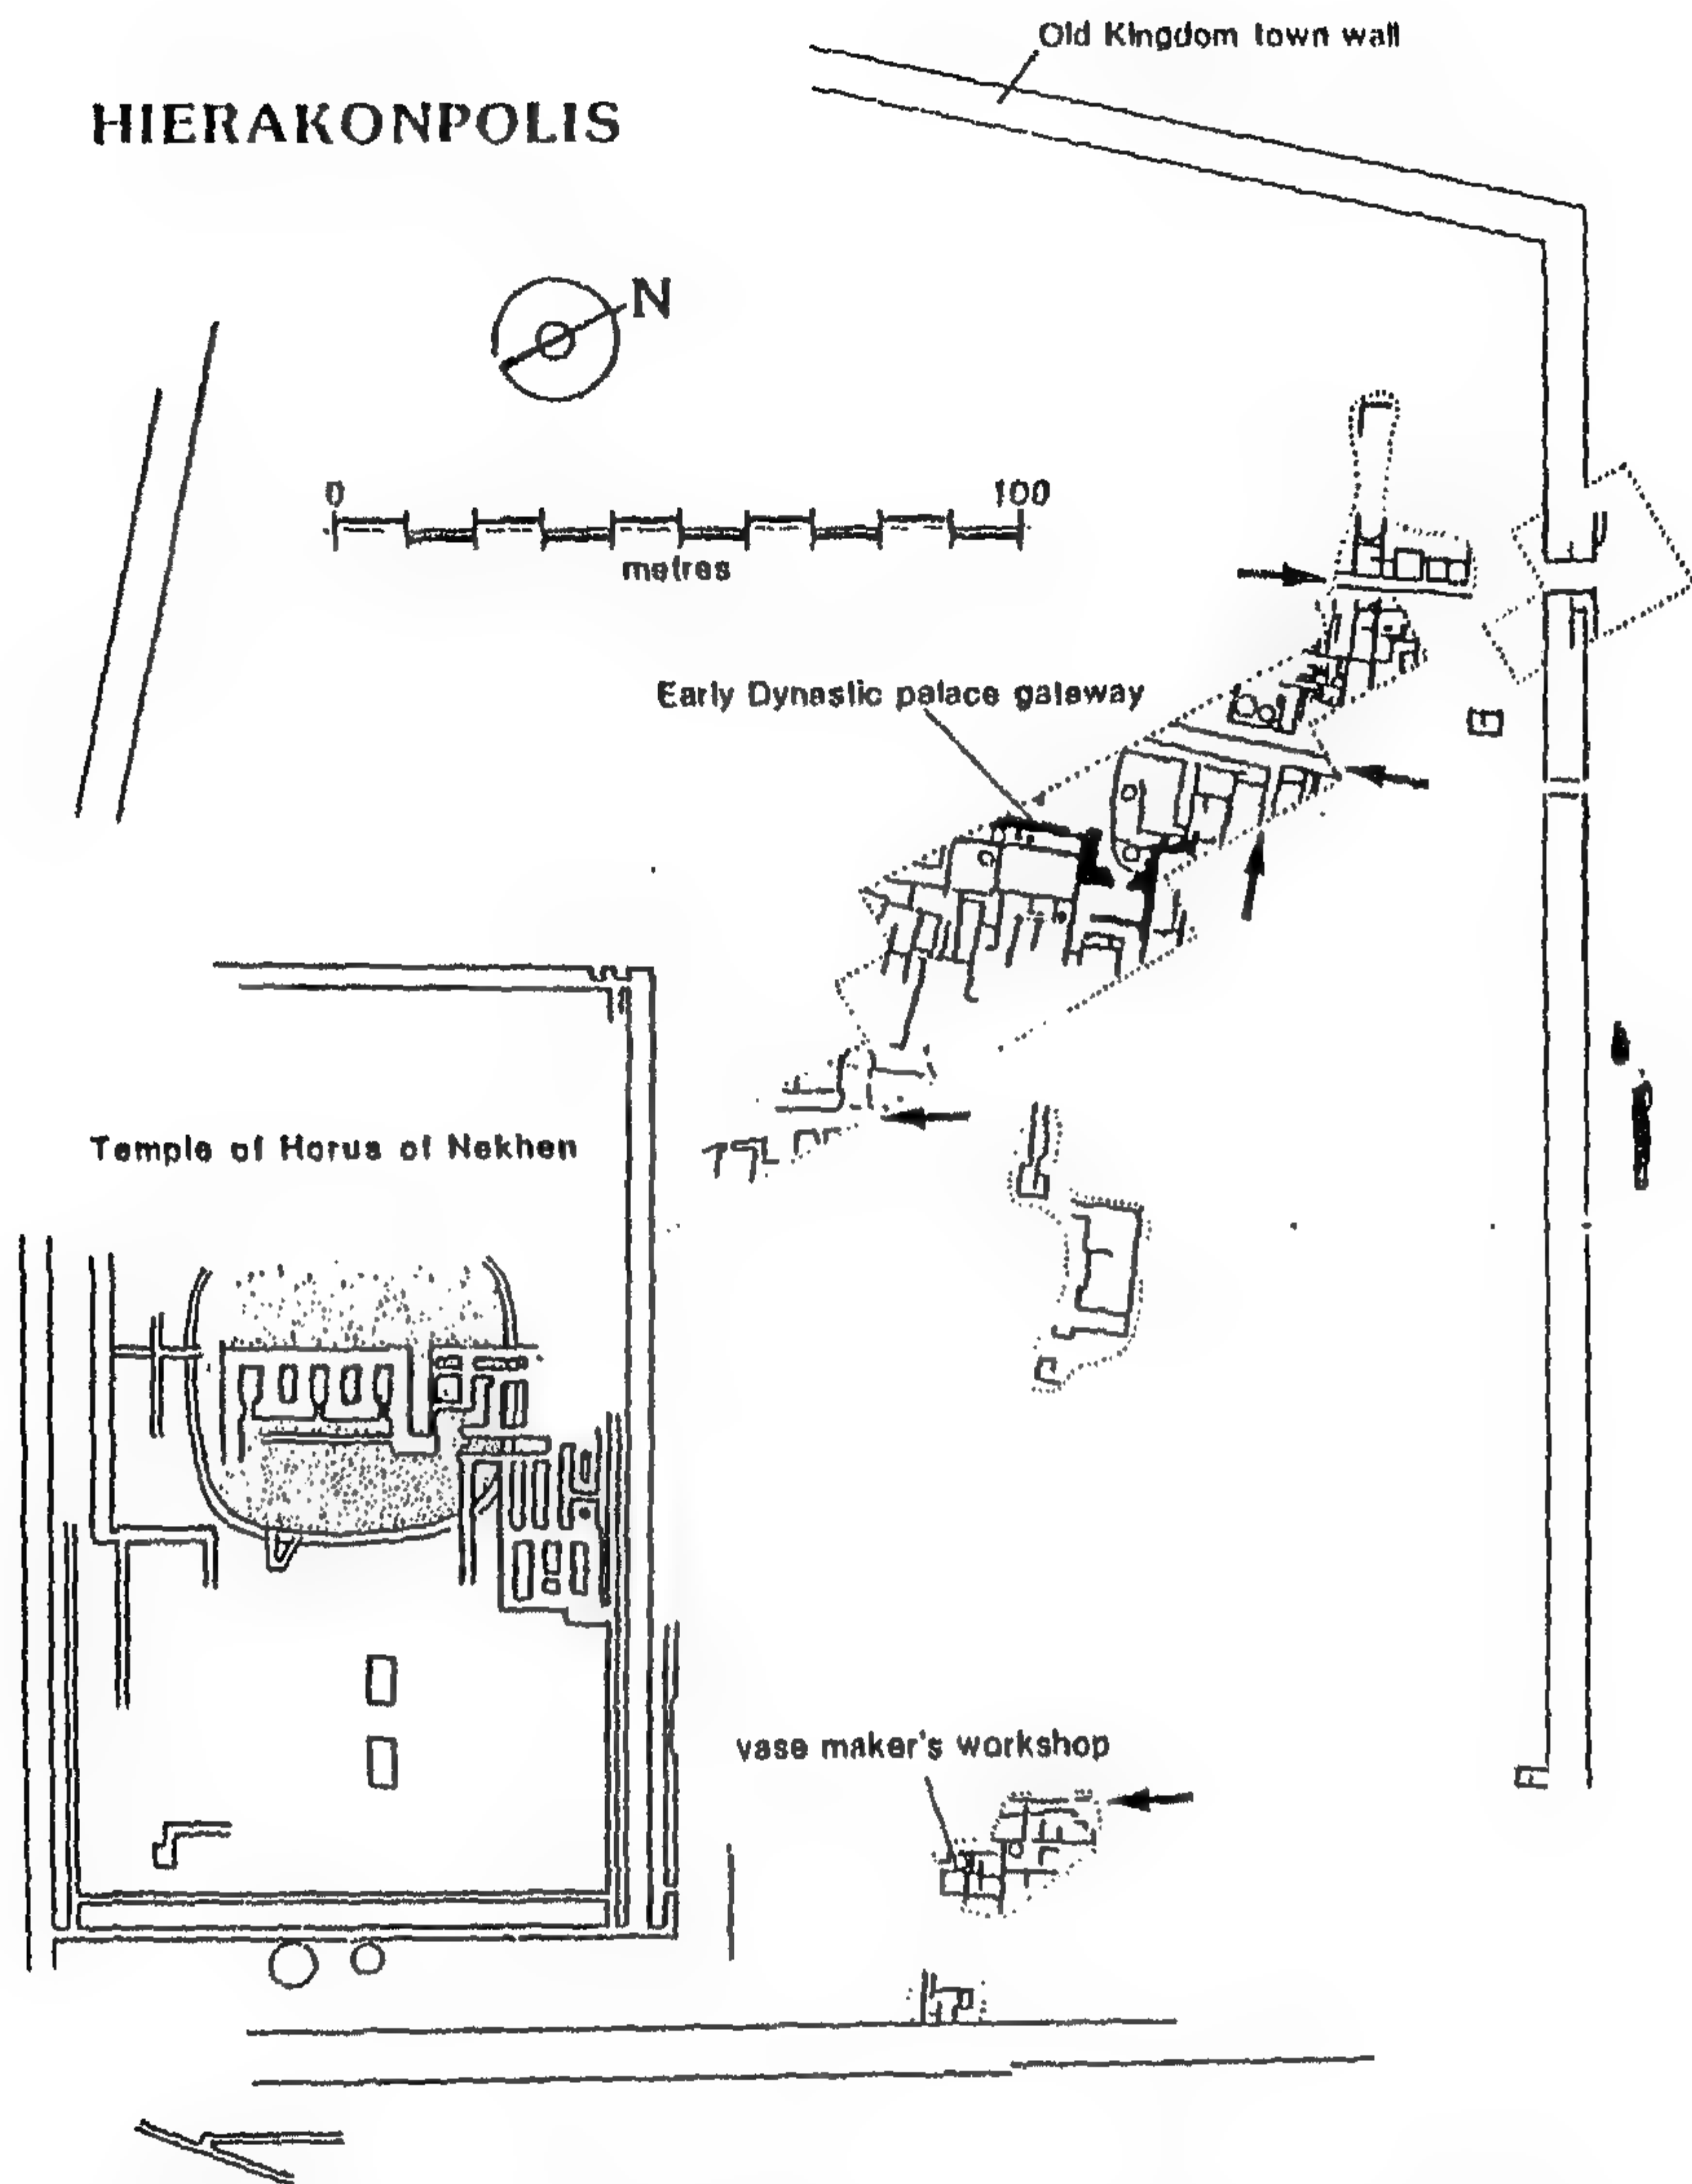 Old Kingdom town wall
HIERAKONPOLIS
N
0 100
metres
Early Dynastic palace gateway
Temple of Horus of Nekhen
vase maker's workshop